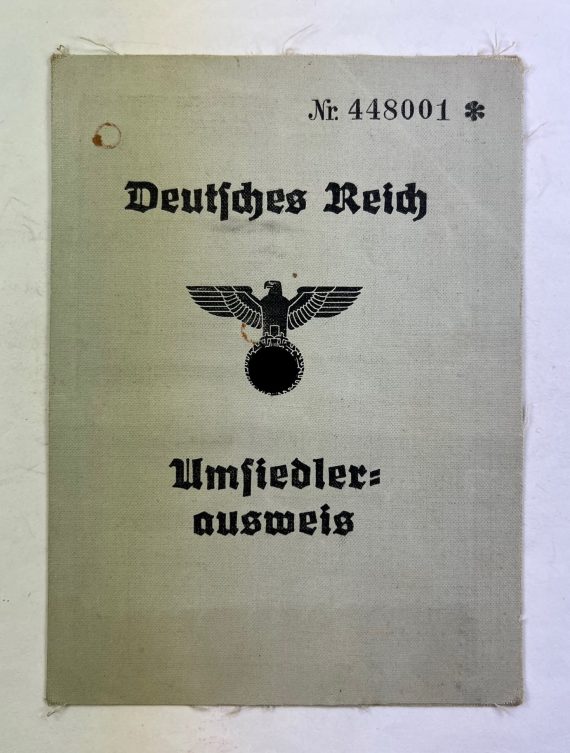 Nr. 448001 *
Deutſches Reich
Umſiedler=
ausweis